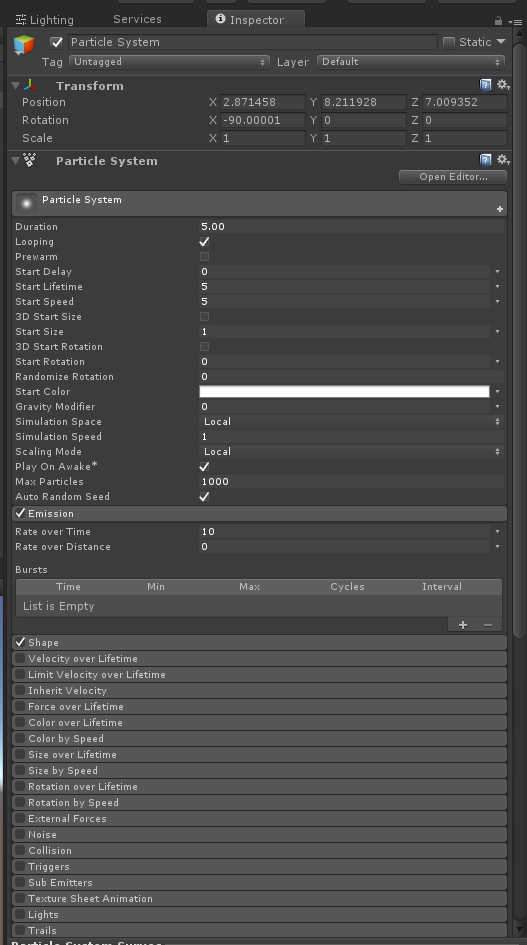 Lighting Services Inspector
Particle System Static
Tag Untagged Layer Default
Transform
Position X 2.871458 Y 8.211928 Z 7.009352
Rotation X -90.00001 Y 0 Z 0
Scale X 1 Y 1 Z 1
Particle System
Open Editor...
Particle System
Duration 5.00
Looping
Prewarm
Start Delay 0
Start Lifetime 5
Start Speed 5
3D Start Size
Start Size 1
3D Start Rotation
Start Rotation 0
Randomize Rotation 0
Start Color
Gravity Modifier 0
Simulation Space Local
Simulation Speed 1
Scaling Mode Local
Play On Awake*
Max Particles 1000
Auto Random Seed
Emission
Rate over Time 10
Rate over Distance 0
Bursts
Time Min Max Cycles Interval
List is Empty
Shape
Velocity over Lifetime
Limit Velocity over Lifetime
Inherit Velocity
Force over Lifetime
Color over Lifetime
Color by Speed
Size over Lifetime
Size by Speed
Rotation over Lifetime
Rotation by Speed
External Forces
Noise
Collision
Triggers
Sub Emitters
Texture Sheet Animation
Lights
Trails
Particle System Curves